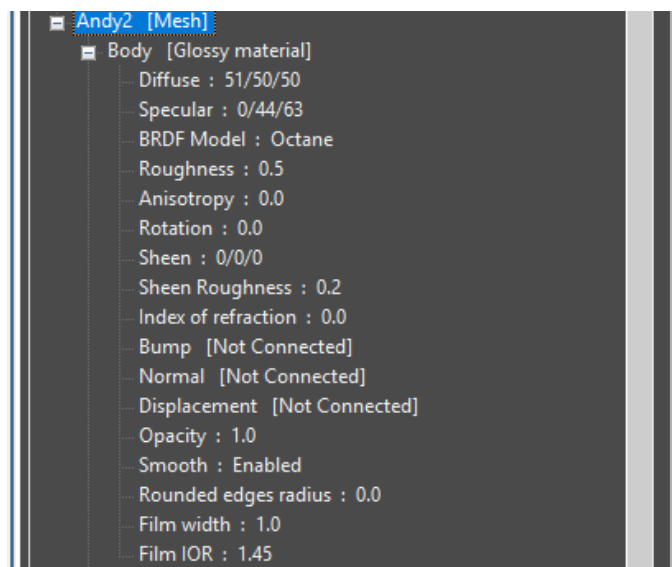 Andy2 [Mesh]
Body [Glossy material]
Diffuse : 51/50/50
Specular : 0/44/63
BRDF Model : Octane
Roughness : 0.5
Anisotropy : 0.0
Rotation : 0.0
Sheen : 0/0/0
Sheen Roughness : 0.2
Index of refraction : 0.0
Bump [Not Connected]
Normal [Not Connected]
Displacement [Not Connected]
Opacity : 1.0
Smooth : Enabled
Rounded edges radius : 0.0
Film width : 1.0
Film IOR : 1.45